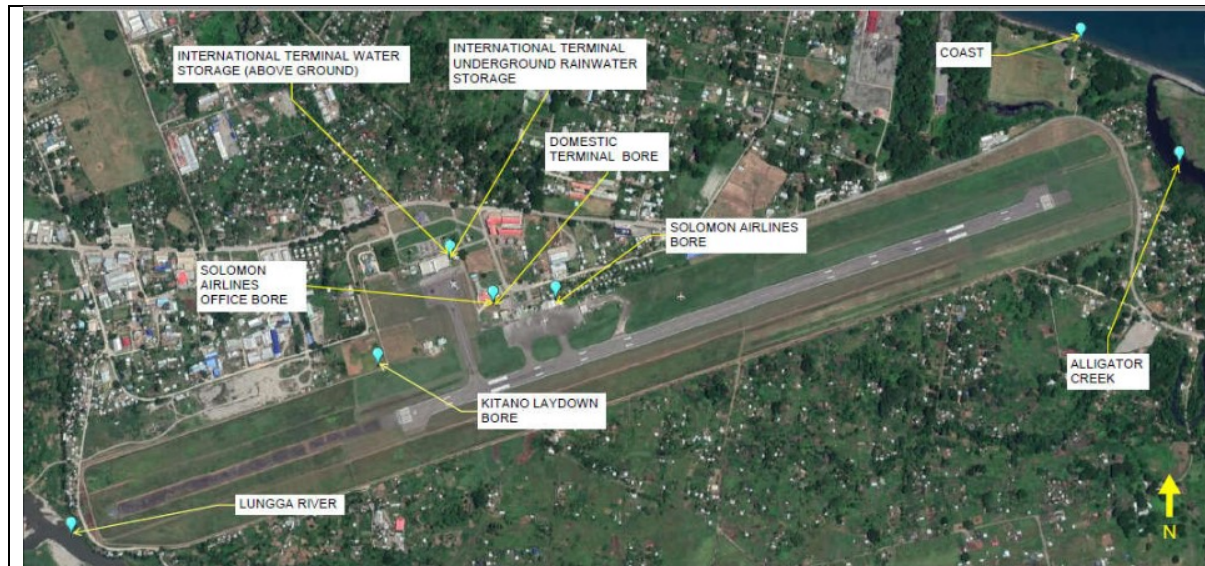 INTERNATIONAL TERMINAL WATER
STORAGE (ABOVE GROUND)
INTERNATIONAL TERMINAL
UNDERGROUND RAINWATER
STORAGE
COAST
DOMESTIC
TERMINAL BORE
SOLOMON AIRLINES
BORE
SOLOMON
AIRLINES
OFFICE BORE
ALLIGATOR
CREEK
KITANO LAYDOWN
BORE
LUNGGA RIVER
N